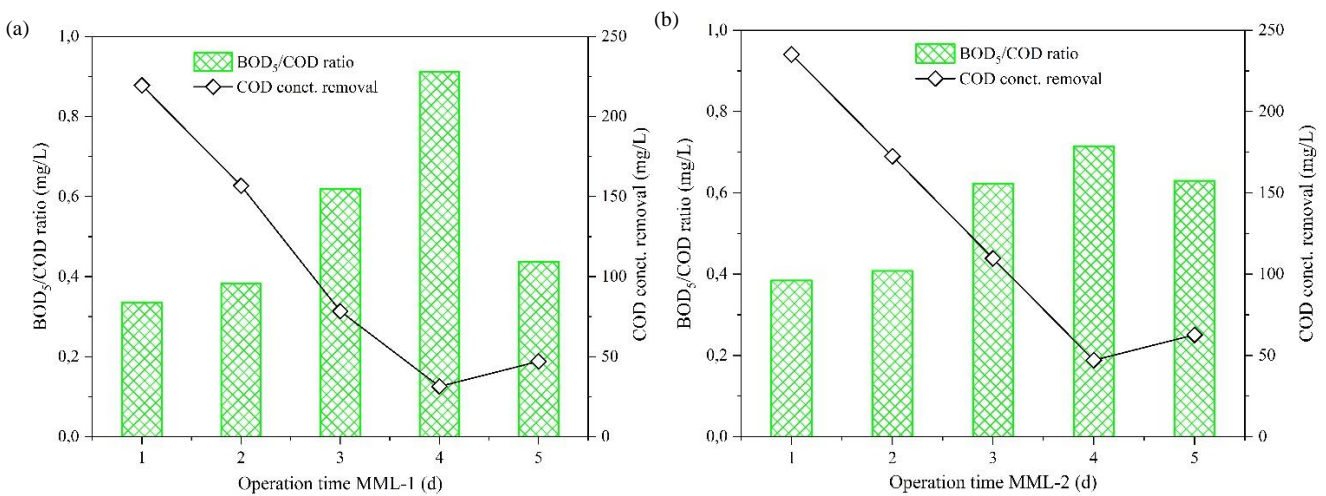 (a)
1,0
0,8
0,6
0,4
0,2
0,0
BOD₅/COD ratio (mg/L)
BOD₅/COD ratio
COD conct. removal
250
200
150
100
50
0
COD conct. removal (mg/L)
1 2 3 4 5
Operation time MML-1 (d)
(b)
1,0
0,8
0,6
0,4
0,2
0,0
BOD₅/COD ratio (mg/L)
BOD₅/COD ratio
COD conct. removal
250
200
150
100
50
0
COD conct. removal (mg/L)
1 2 3 4 5
Operation time MML-2 (d)